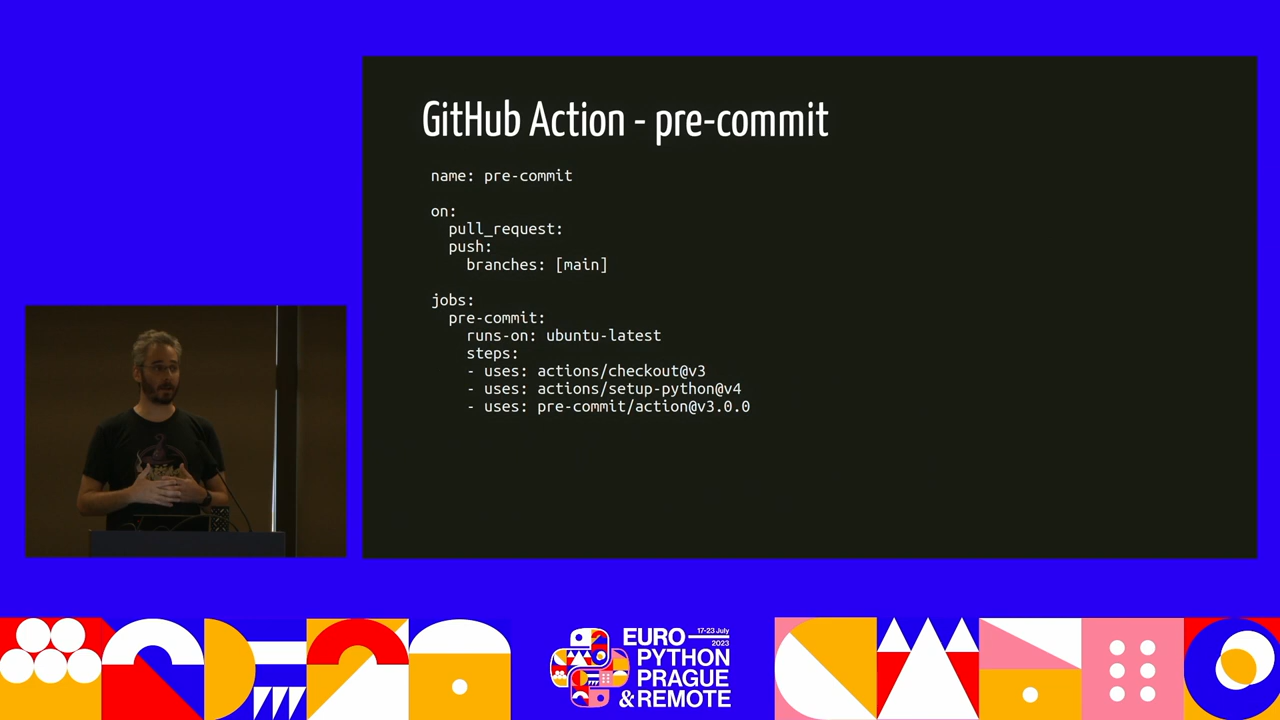 GitHub Action - pre-commit
name: pre-commit
on:
  pull_request:
  push:
    branches: [main]
jobs:
  pre-commit:
    runs-on: ubuntu-latest
    steps:
    - uses: actions/checkout@v3
    - uses: actions/setup-python@v4
    - uses: pre-commit/action@v3.0.0
EURO 17-23 July 2023
PYTHON
PRAGUE
& REMOTE